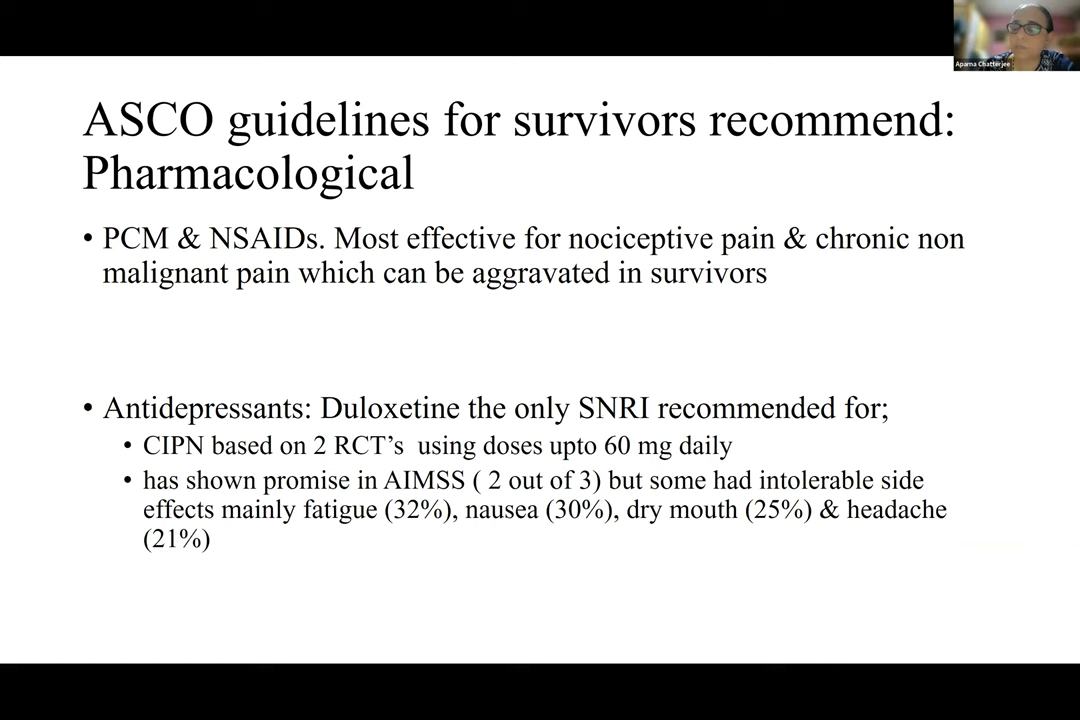 Aparna Chatterjee
ASCO guidelines for survivors recommend:
Pharmacological
• PCM & NSAIDs. Most effective for nociceptive pain & chronic non
malignant pain which can be aggravated in survivors
• Antidepressants: Duloxetine the only SNRI recommended for;
• CIPN based on 2 RCT’s using doses upto 60 mg daily
• has shown promise in AIMSS ( 2 out of 3) but some had intolerable side
effects mainly fatigue (32%), nausea (30%), dry mouth (25%) & headache
(21%)